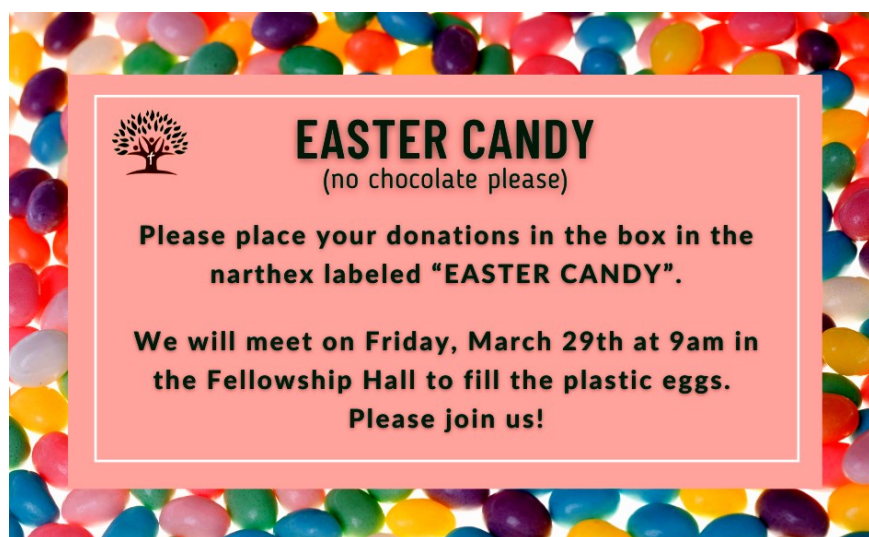 EASTER CANDY
(no chocolate please)
Please place your donations in the box in the
narthex labeled “EASTER CANDY”.
We will meet on Friday, March 29th at 9am in
the Fellowship Hall to fill the plastic eggs.
Please join us!